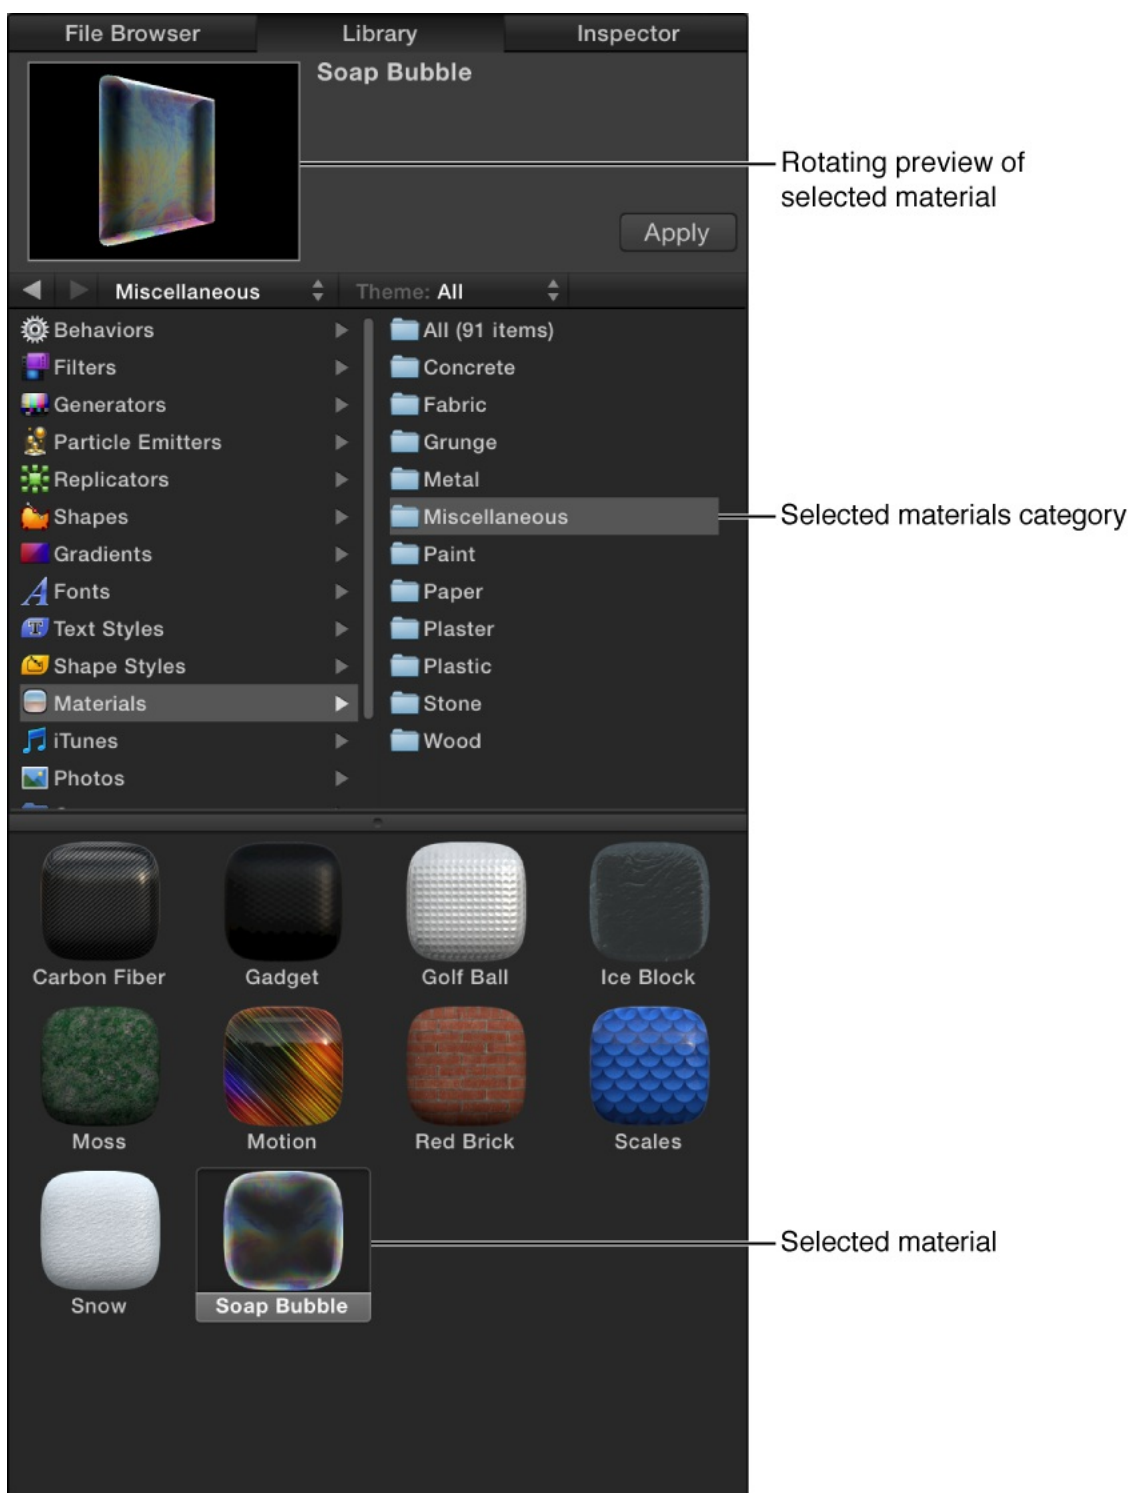 File Browser
Library
Inspector
Soap Bubble
Rotating preview of
selected material
Apply
Miscellaneous
Theme: All
Behaviors
Filters
Generators
Particle Emitters
Replicators
Shapes
Gradients
Fonts
Text Styles
Shape Styles
Materials
iTunes
Photos
All (91 items)
Concrete
Fabric
Grunge
Metal
Miscellaneous
Paint
Paper
Plaster
Plastic
Stone
Wood
Selected materials category
Carbon Fiber
Gadget
Golf Ball
Ice Block
Moss
Motion
Red Brick
Scales
Snow
Soap Bubble
Selected material